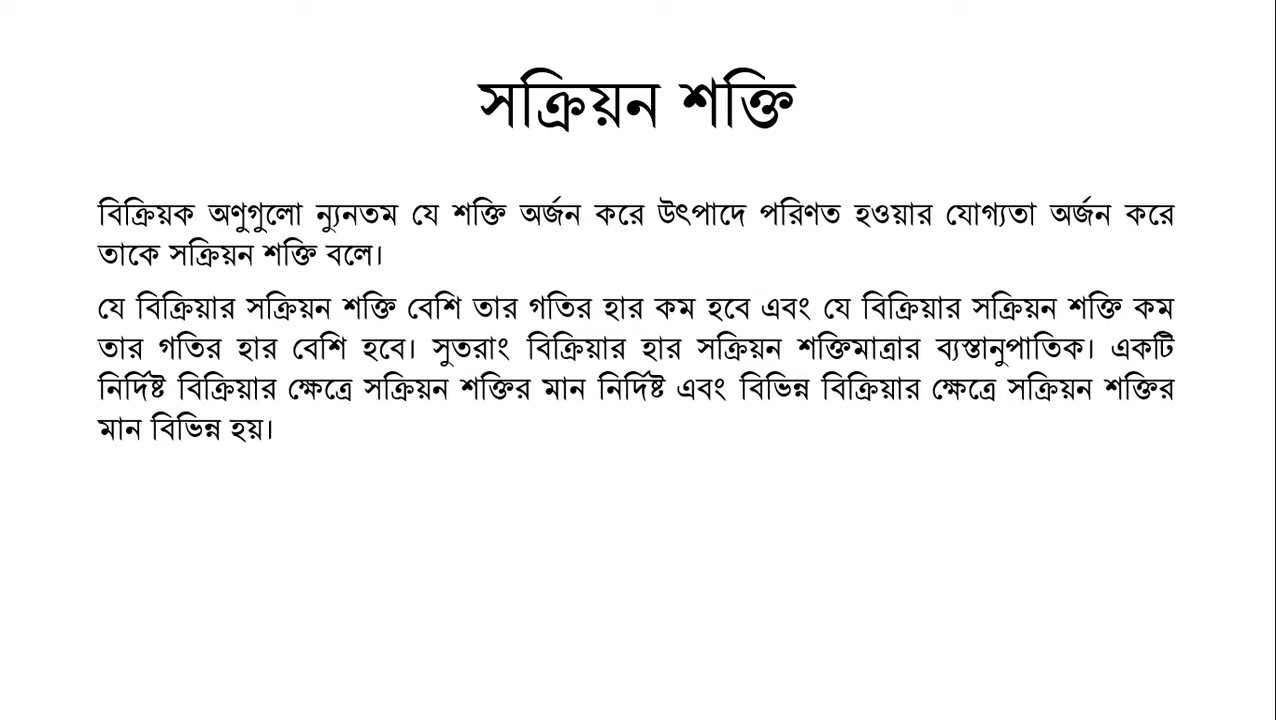 সক্রিয়ন শক্তি
বিক্রিয়ক অণুগুলো ন্যুনতম যে শক্তি অর্জন করে উৎপাদে পরিণত হওয়ার যোগ্যতা অর্জন করে
তাকে সক্রিয়ন শক্তি বলে।
যে বিক্রিয়ার সক্রিয়ন শক্তি বেশি তার গতির হার কম হবে এবং যে বিক্রিয়ার সক্রিয়ন শক্তি কম
তার গতির হার বেশি হবে। সুতরাং বিক্রিয়ার হার সক্রিয়ন শক্তিমাত্রার ব্যস্তানুপাতিক। একটি
নির্দিষ্ট বিক্রিয়ার ক্ষেত্রে সক্রিয়ন শক্তির মান নির্দিষ্ট এবং বিভিন্ন বিক্রিয়ার ক্ষেত্রে সক্রিয়ন শক্তির
মান বিভিন্ন হয়।